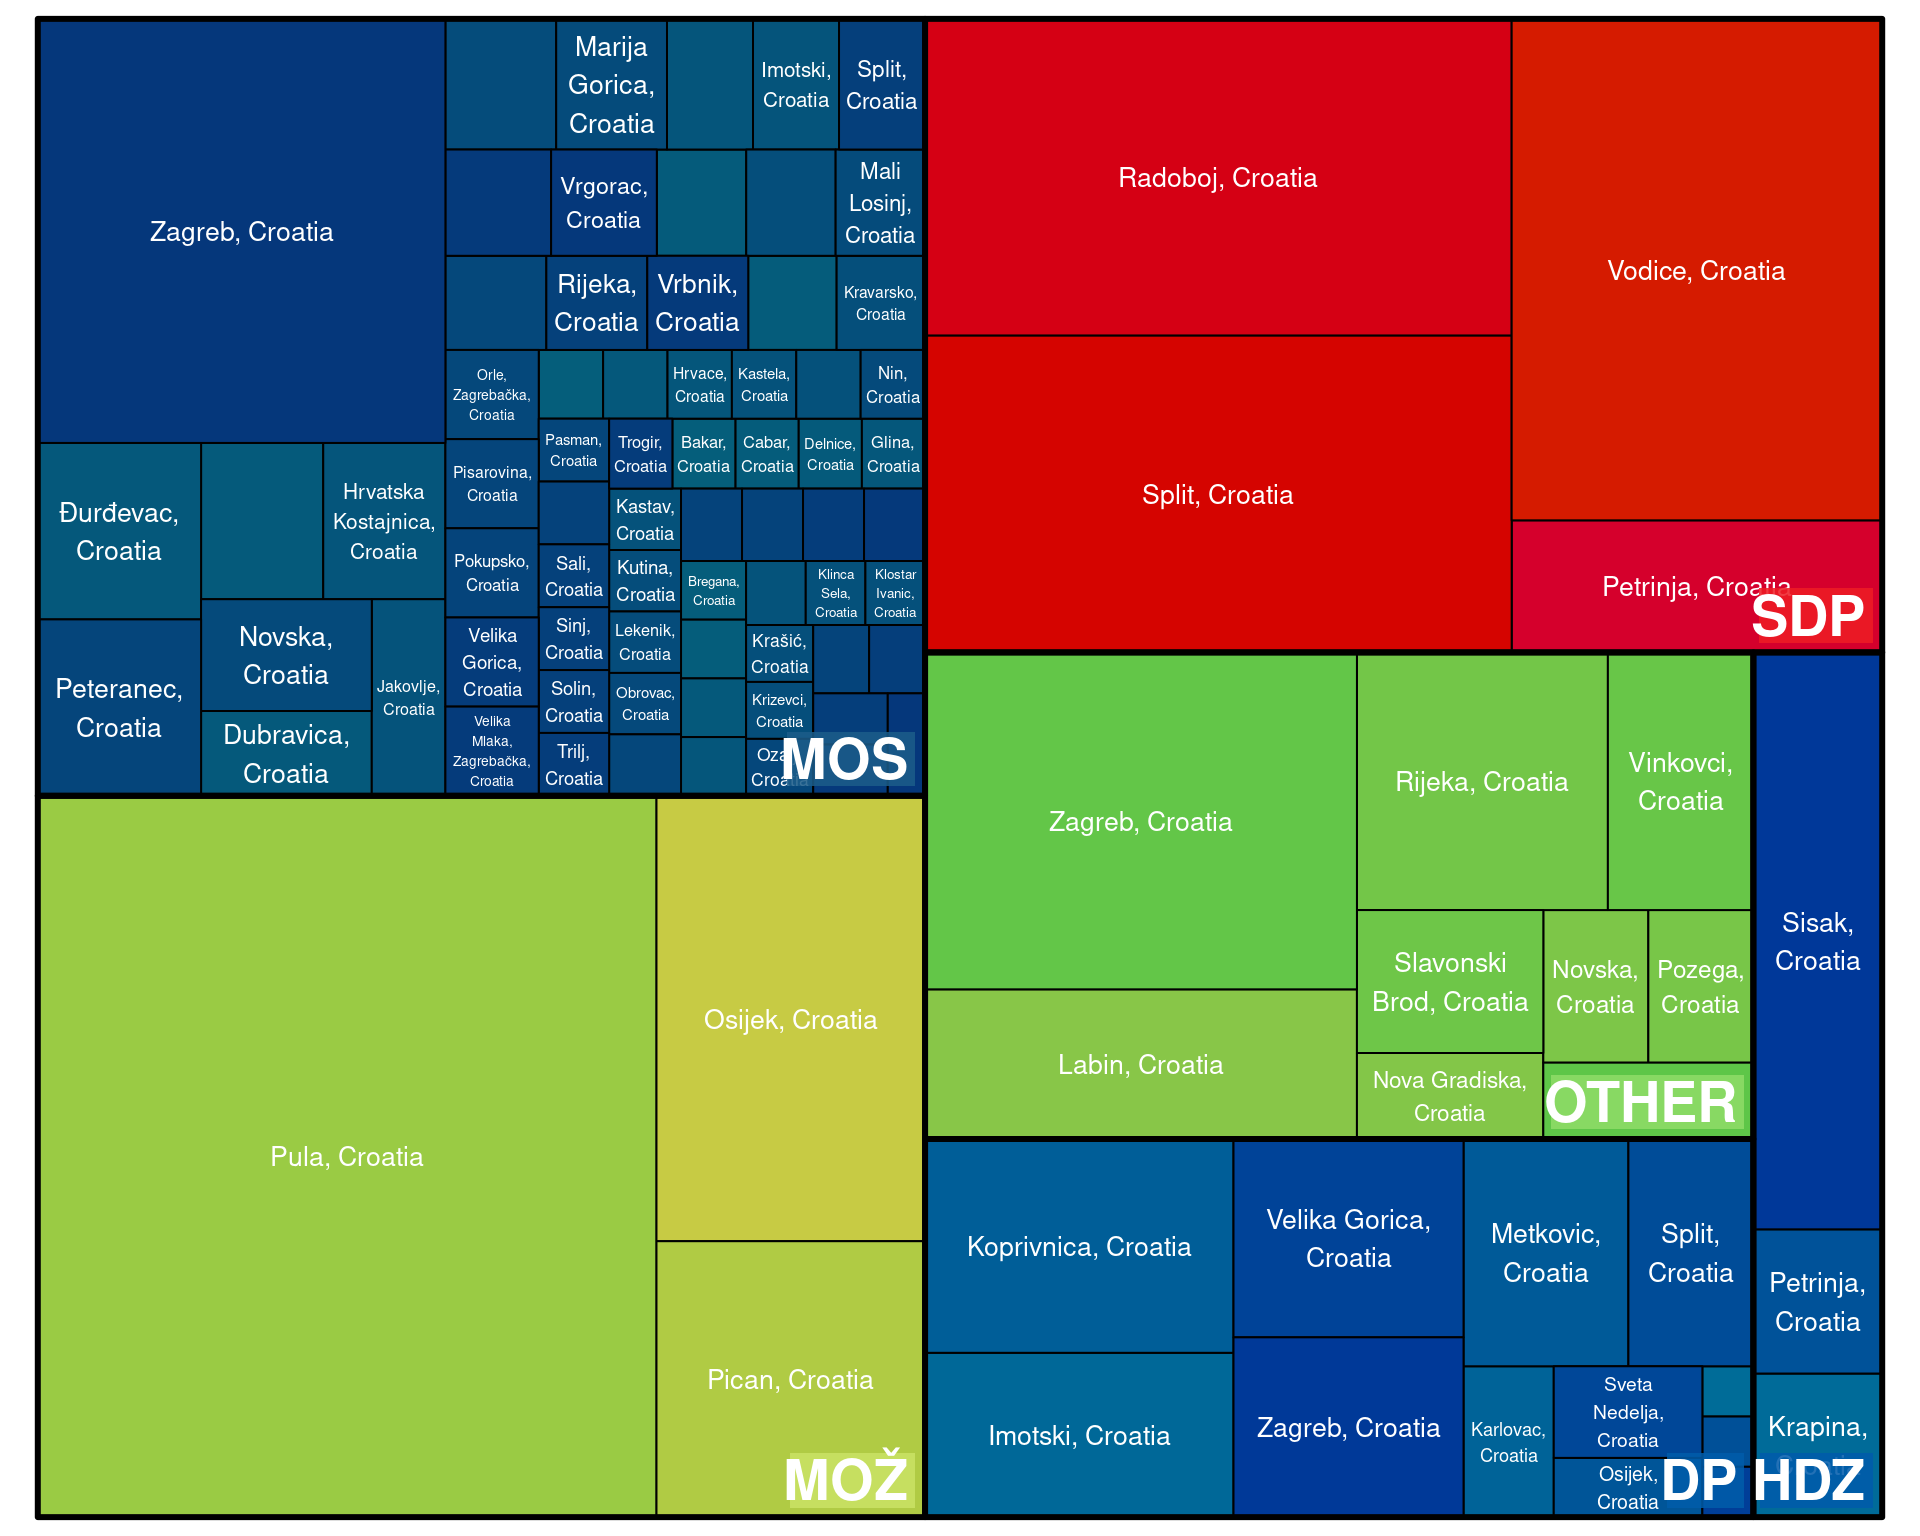 Zagreb, Croatia
Marija
Gorica,
Croatia
Imotski,
Croatia
Split,
Croatia
Vrgorac,
Croatia
Mali
Losinj,
Croatia
Rijeka,
Croatia
Vrbnik,
Croatia
Kravarsko,
Croatia
Orle,
Zagrebačka,
Croatia
Hrvace,
Croatia
Kastela,
Croatia
Nin,
Croatia
Pasman,
Croatia
Trogir,
Croatia
Bakar,
Croatia
Cabar,
Croatia
Delnice,
Croatia
Glina,
Croatia
Pisarovina,
Croatia
Kastav,
Croatia
Pokupsko,
Croatia
Sali,
Croatia
Kutina,
Croatia
Bregana,
Croatia
Klinca
Sela,
Croatia
Klostar
Ivanic,
Croatia
Velika
Gorica,
Croatia
Sinj,
Croatia
Lekenik,
Croatia
Krašić,
Croatia
Solin,
Croatia
Obrovac,
Croatia
Krizevci,
Croatia
Velika
Mlaka,
Zagrebačka,
Croatia
Trilj,
Croatia
Đurđevac,
Croatia
Hrvatska
Kostajnica,
Croatia
Peteranec,
Croatia
Novska,
Croatia
Jakovlje,
Croatia
Dubravica,
Croatia
MOS
Pula, Croatia
Osijek, Croatia
Pican, Croatia
MOŽ
Radoboj, Croatia
Split, Croatia
Vodice, Croatia
Petrinja, Croatia
SDP
Zagreb, Croatia
Labin, Croatia
Rijeka, Croatia
Vinkovci,
Croatia
Slavonski
Brod, Croatia
Novska,
Croatia
Pozega,
Croatia
Nova Gradiska,
Croatia
OTHER
Koprivnica, Croatia
Imotski, Croatia
Velika Gorica,
Croatia
Zagreb, Croatia
Metkovic,
Croatia
Split,
Croatia
Karlovac,
Croatia
Sveta
Nedelja,
Croatia
Osijek,
Croatia
DP
Sisak,
Croatia
Petrinja,
Croatia
Krapina,
HDZ